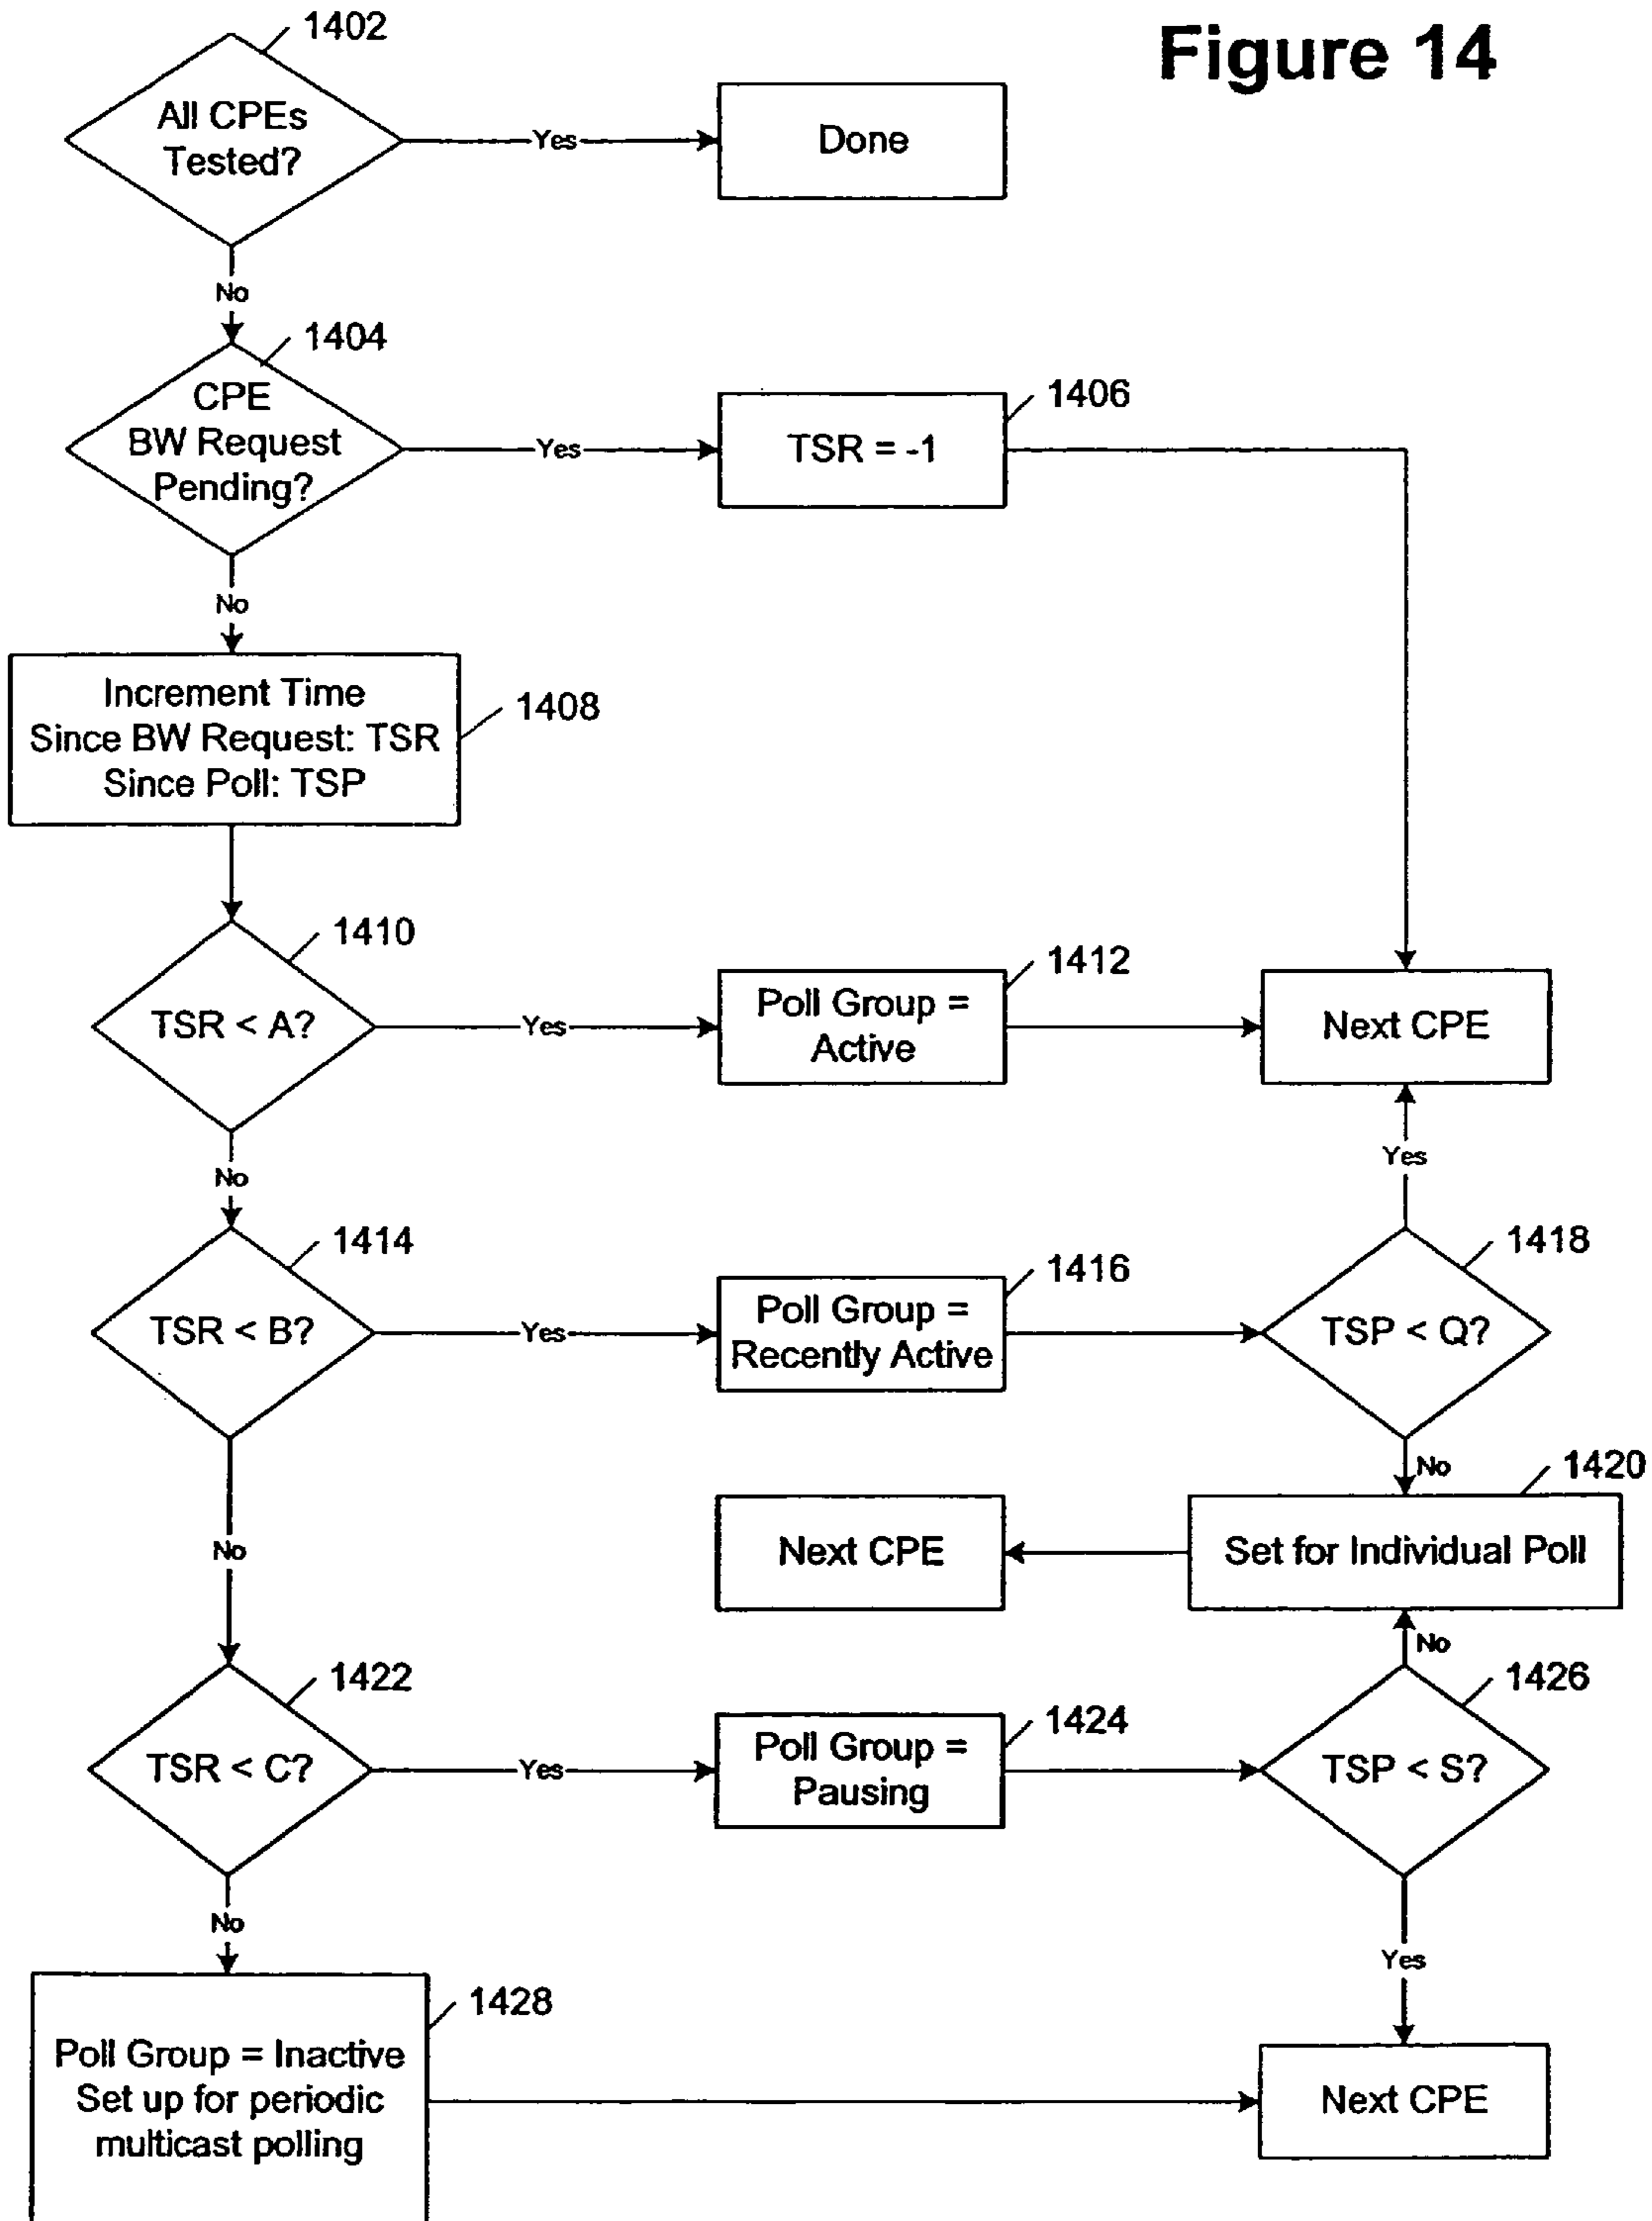 Figure 14
1402
All CPEs
Tested?
Yes
Done
No
1404
CPE
BW Request
Pending?
Yes
1406
TSR = -1
No
Increment Time
Since BW Request: TSR
Since Poll: TSP
1408
1410
TSR < A?
Yes
1412
Poll Group =
Active
Next CPE
No
Yes
1414
TSR < B?
Yes
1416
Poll Group =
Recently Active
1418
TSP < Q?
No
No
1420
Set for Individual Poll
Next CPE
No
1422
TSR < C?
Yes
1424
Poll Group =
Pausing
1426
TSP < S?
No
Yes
1428
Poll Group = Inactive
Set up for periodic
multicast polling
Next CPE